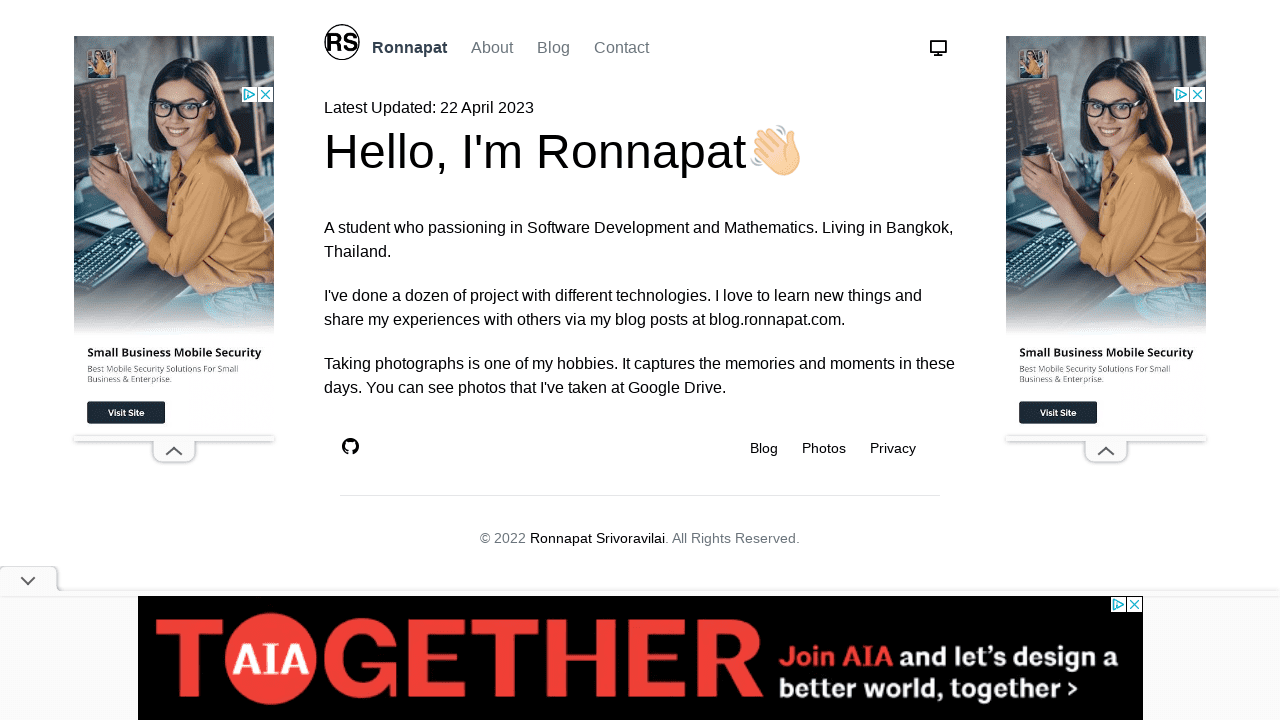 RS
Ronnapat About Blog Contact
Latest Updated: 22 April 2023
Hello, I'm Ronnapat
A student who passioning in Software Development and Mathematics. Living in Bangkok,
Thailand.
I've done a dozen of project with different technologies. I love to learn new things and
share my experiences with others via my blog posts at blog.ronnapat.com.
Taking photographs is one of my hobbies. It captures the memories and moments in these
days. You can see photos that I've taken at Google Drive.
Blog Photos Privacy
© 2022 Ronnapat Srivoravilai. All Rights Reserved.
Small Business Mobile Security
Best Mobile Security Solutions For Small
Business & Enterprise.
Visit Site
Small Business Mobile Security
Best Mobile Security Solutions For Small
Business & Enterprise.
Visit Site
TOGETHER
AIA
Join AIA and let's design a
better world, together >